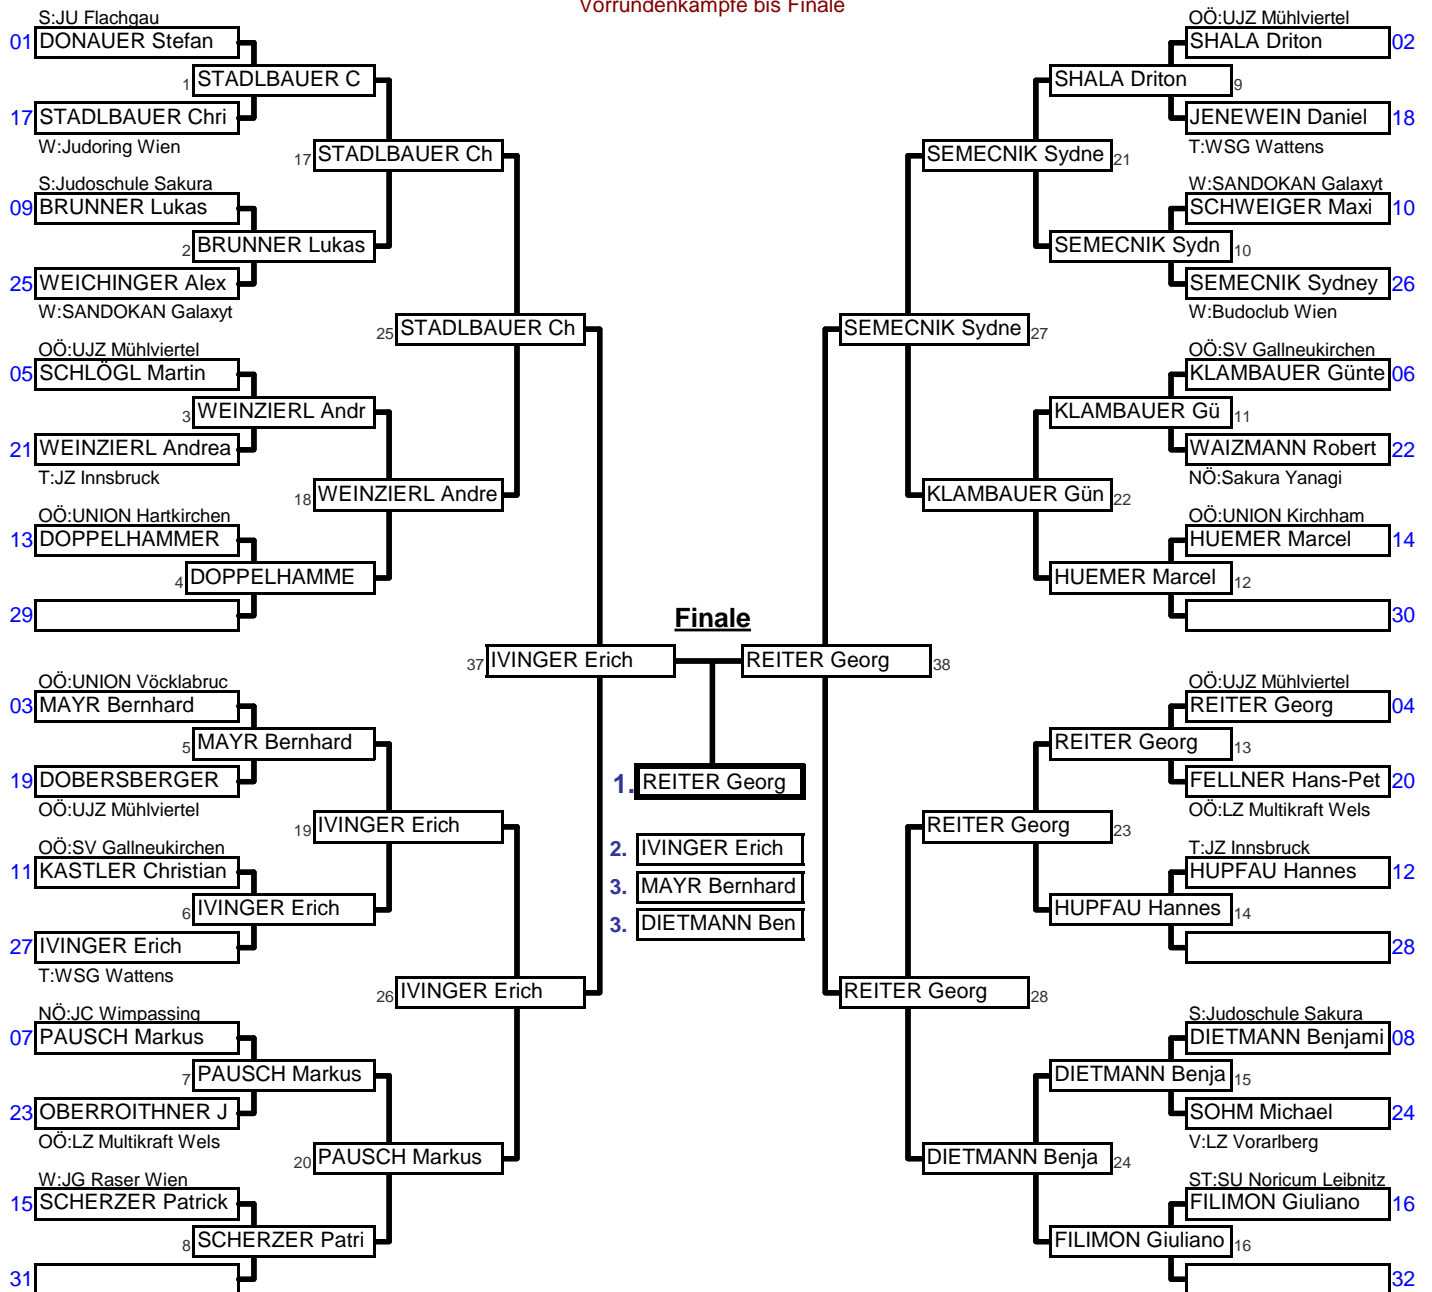 Vorrundenkämpfe bis Finale
S:JU Flachgau
01 DONAUER Stefan
1 STADLBAUER C
17 STADLBAUER Chri
W:Judoring Wien
17 STADLBAUER Ch
S:Judoschule Sakura
09 BRUNNER Lukas
2 BRUNNER Lukas
25 WEICHINGER Alex
W:SANDOKAN Galaxyt
25 STADLBAUER Ch
OÖ:UJZ Mühlviertel
05 SCHLÖGL Martin
3 WEINZIERL Andr
21 WEINZIERL Andrea
T:JZ Innsbruck
18 WEINZIERL Andre
OÖ:UNION Hartkirchen
13 DOPPELHAMMER
4 DOPPELHAMME
29
37 IVINGER Erich
OÖ:UNION Vöcklabruc
03 MAYR Bernhard
5 MAYR Bernhard
19 DOBERSBERGER
OÖ:UJZ Mühlviertel
19 IVINGER Erich
OÖ:SV Gallneukirchen
11 KASTLER Christian
6 IVINGER Erich
27 IVINGER Erich
T:WSG Wattens
26 IVINGER Erich
NÖ:JC Wimpassing
07 PAUSCH Markus
7 PAUSCH Markus
23 OBERROITHNER J
OÖ:LZ Multikraft Wels
20 PAUSCH Markus
W:JG Raser Wien
15 SCHERZER Patrick
8 SCHERZER Patri
31
Finale
1. REITER Georg
2. IVINGER Erich
3. MAYR Bernhard
3. DIETMANN Ben
OÖ:UJZ Mühlviertel
SHALA Driton 02
SHALA Driton 9
JENEWEIN Daniel 18
T:WSG Wattens
SEMECNIK Sydne 21
W:SANDOKAN Galaxyt
SCHWEIGER Maxi 10
SEMECNIK Sydn 10
SEMECNIK Sydney 26
W:Budoclub Wien
SEMECNIK Sydne 27
OÖ:SV Gallneukirchen
KLAMBAUER Günte 06
KLAMBAUER Gü 11
WAIZMANN Robert 22
NÖ:Sakura Yanagi
KLAMBAUER Gün 22
OÖ:UNION Kirchham
HUEMER Marcel 14
HUEMER Marcel 12
30
REITER Georg 38
OÖ:UJZ Mühlviertel
REITER Georg 04
REITER Georg 13
FELLNER Hans-Pet 20
OÖ:LZ Multikraft Wels
REITER Georg 23
T:JZ Innsbruck
HUPFAU Hannes 12
HUPFAU Hannes 14
28
REITER Georg 28
S:Judoschule Sakura
DIETMANN Benjami 08
DIETMANN Benja 15
SOHM Michael 24
V:LZ Vorarlberg
DIETMANN Benja 24
ST:SU Noricum Leibnitz
FILIMON Giuliano 16
FILIMON Giuliano 16
32